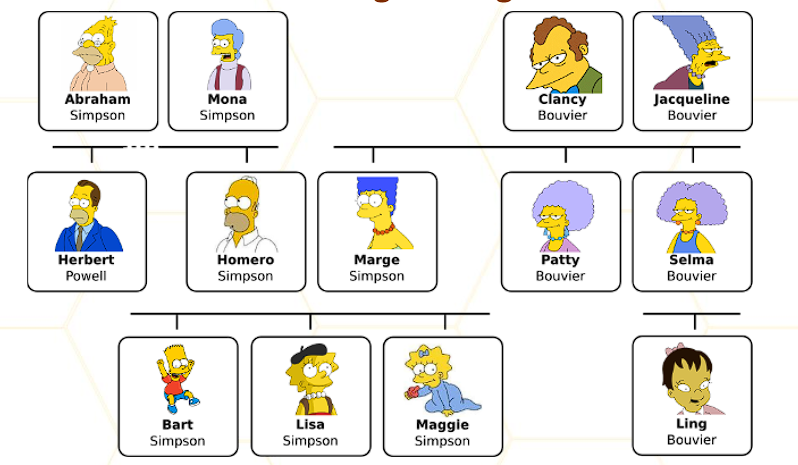 Abraham
Simpson
Mona
Simpson
Clancy
Bouvier
Jacqueline
Bouvier
Herbert
Powell
Homero
Simpson
Marge
Simpson
Patty
Bouvier
Selma
Bouvier
Bart
Simpson
Lisa
Simpson
Maggie
Simpson
Ling
Bouvier